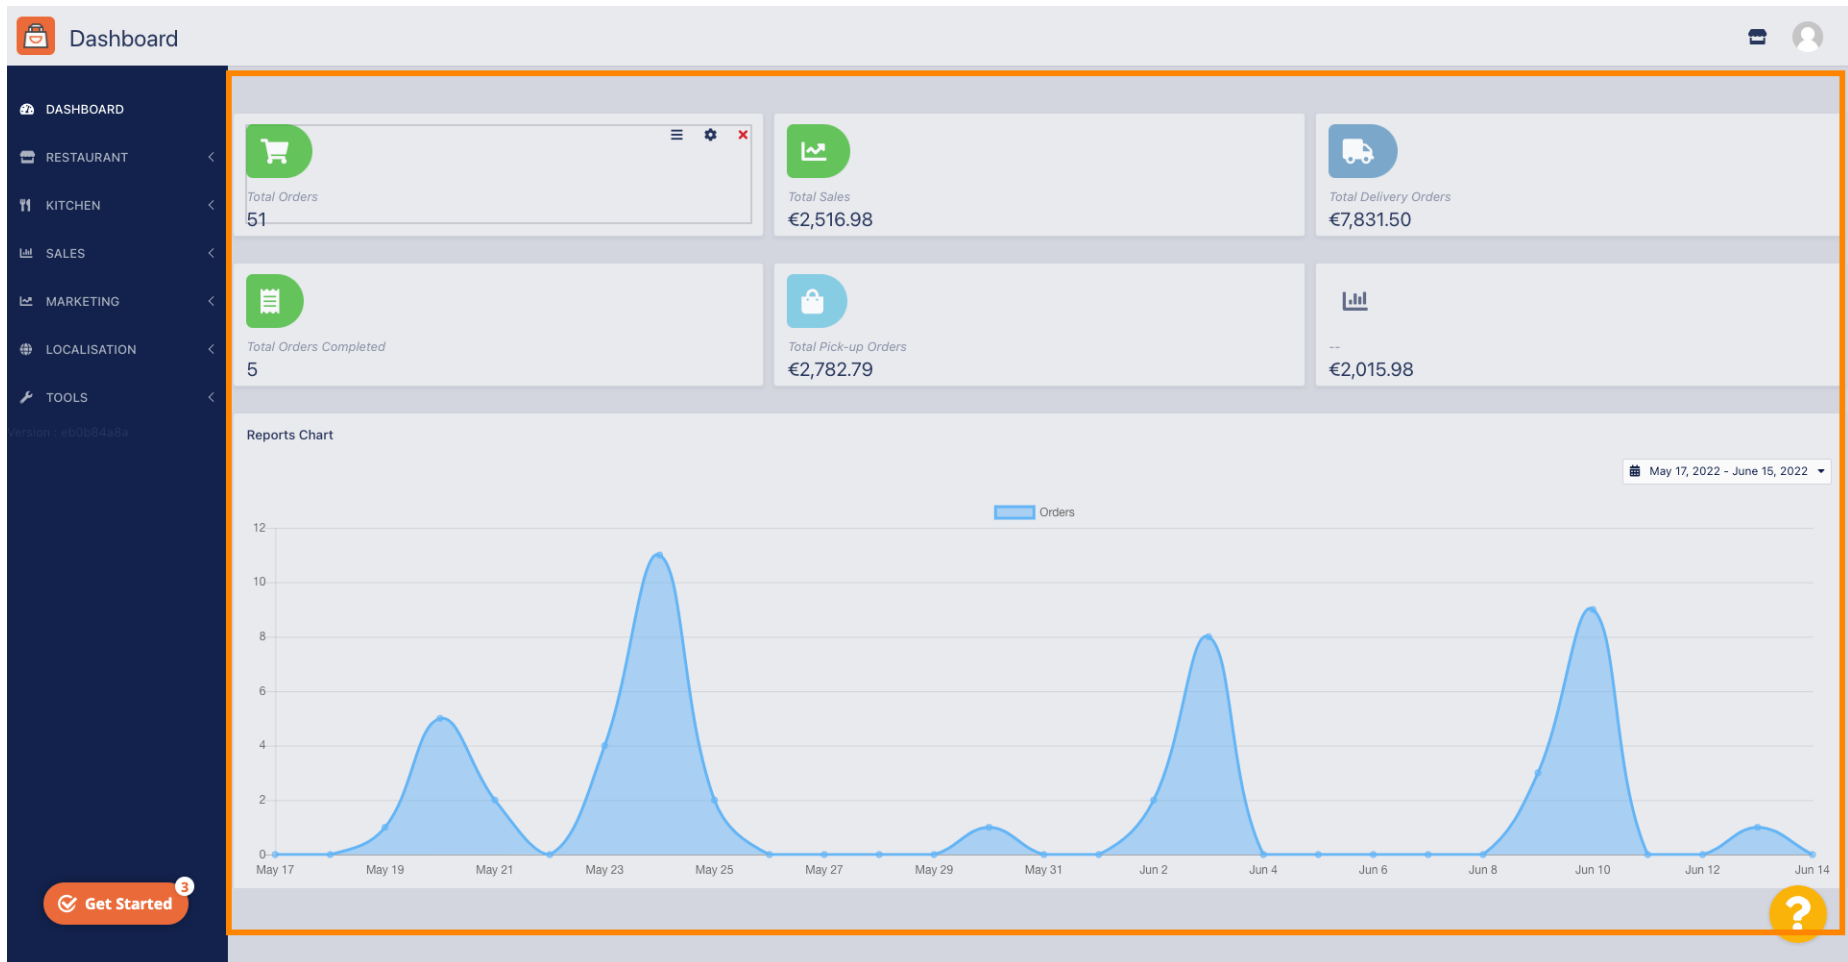 Dashboard
DASHBOARD
RESTAURANT
KITCHEN
SALES
MARKETING
LOCALISATION
TOOLS
Version : eb0b84a8a
Get Started
3
Total Orders
51
Total Sales
€2,516.98
Total Delivery Orders
€7,831.50
Total Orders Completed
5
Total Pick-up Orders
€2,782.79
--
€2,015.98
Reports Chart
May 17, 2022 - June 15, 2022
Orders
12
10
8
6
4
2
0
May 17 May 19 May 21 May 23 May 25 May 27 May 29 May 31 Jun 2 Jun 4 Jun 6 Jun 8 Jun 10 Jun 12 Jun 14
?